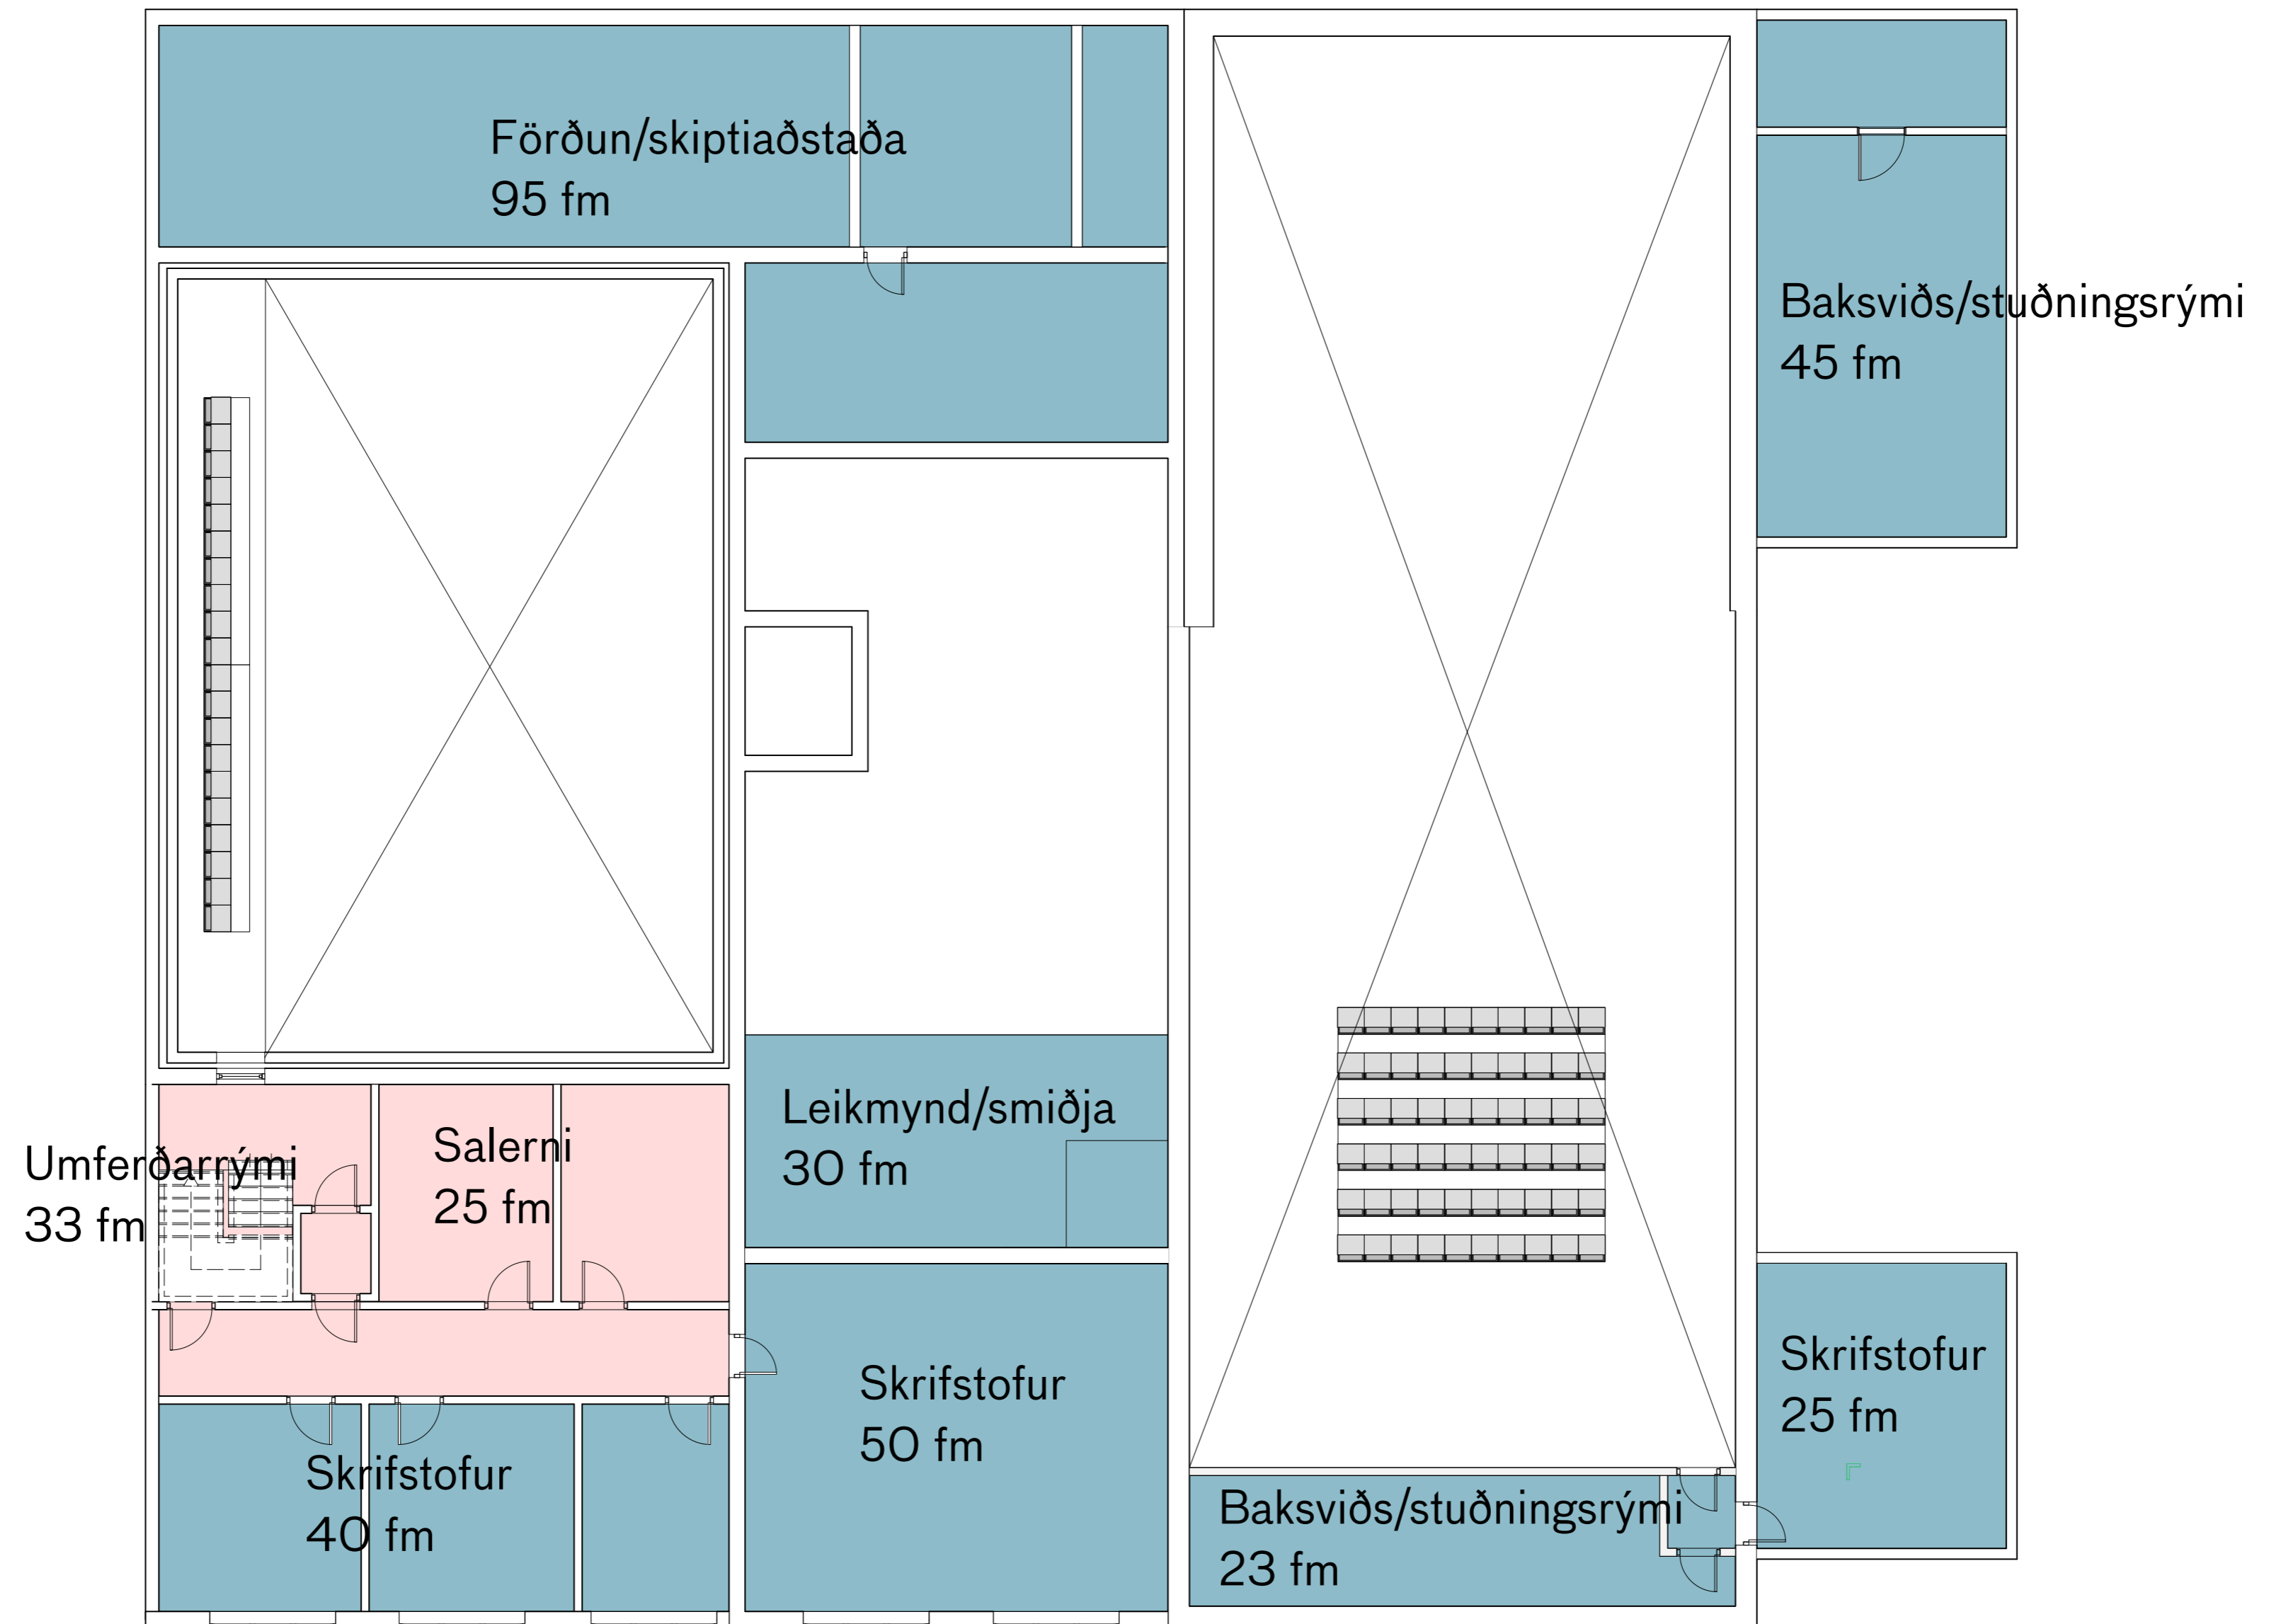 Förðun/skiptiaðstaða
95 fm
Baksviðs/stuðningsrými
45 fm
Leikmynd/smiðja
30 fm
Salerni
25 fm
Umferðarrými
33 fm
Skrifstofur
50 fm
Skrifstofur
25 fm
Skrifstofur
40 fm
Baksviðs/stuðningsrými
23 fm